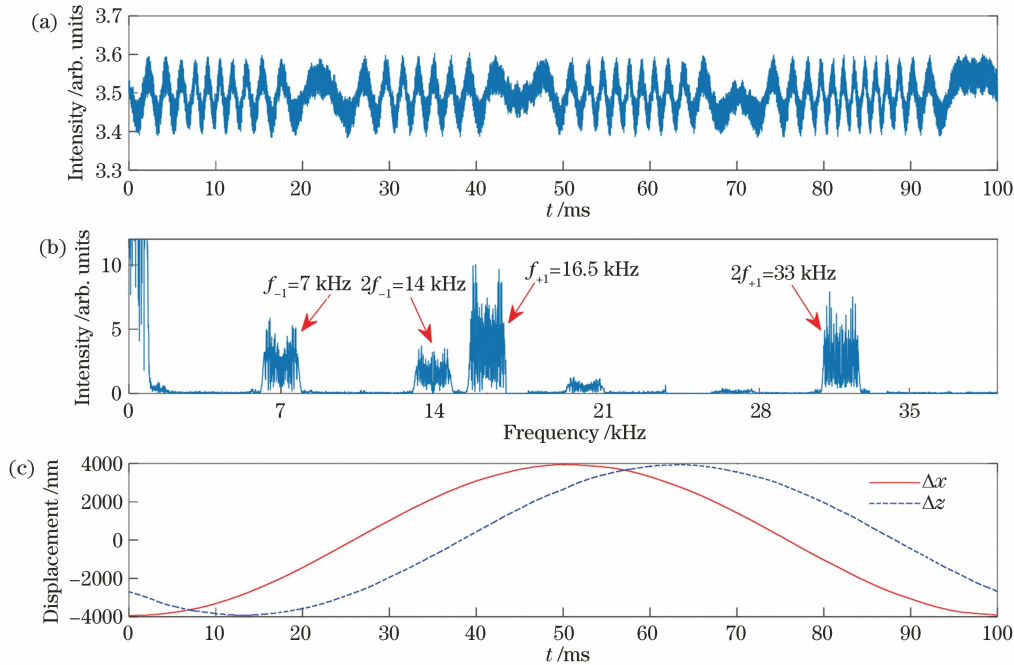 (a)
Intensity /arb. units
3.7
3.6
3.5
3.4
3.3
0 10 20 30 40 50 60 70 80 90 100
t /ms
(b)
Intensity /arb. units
10
5
0
f₋₁=7 kHz 2f₋₁=14 kHz f₊₁=16.5 kHz 2f₊₁=33 kHz
0 7 14 21 28 35
Frequency /kHz
(c)
Displacement /nm
4000
2000
0
−2000
−4000
Δx
Δz
0 10 20 30 40 50 60 70 80 90 100
t /ms